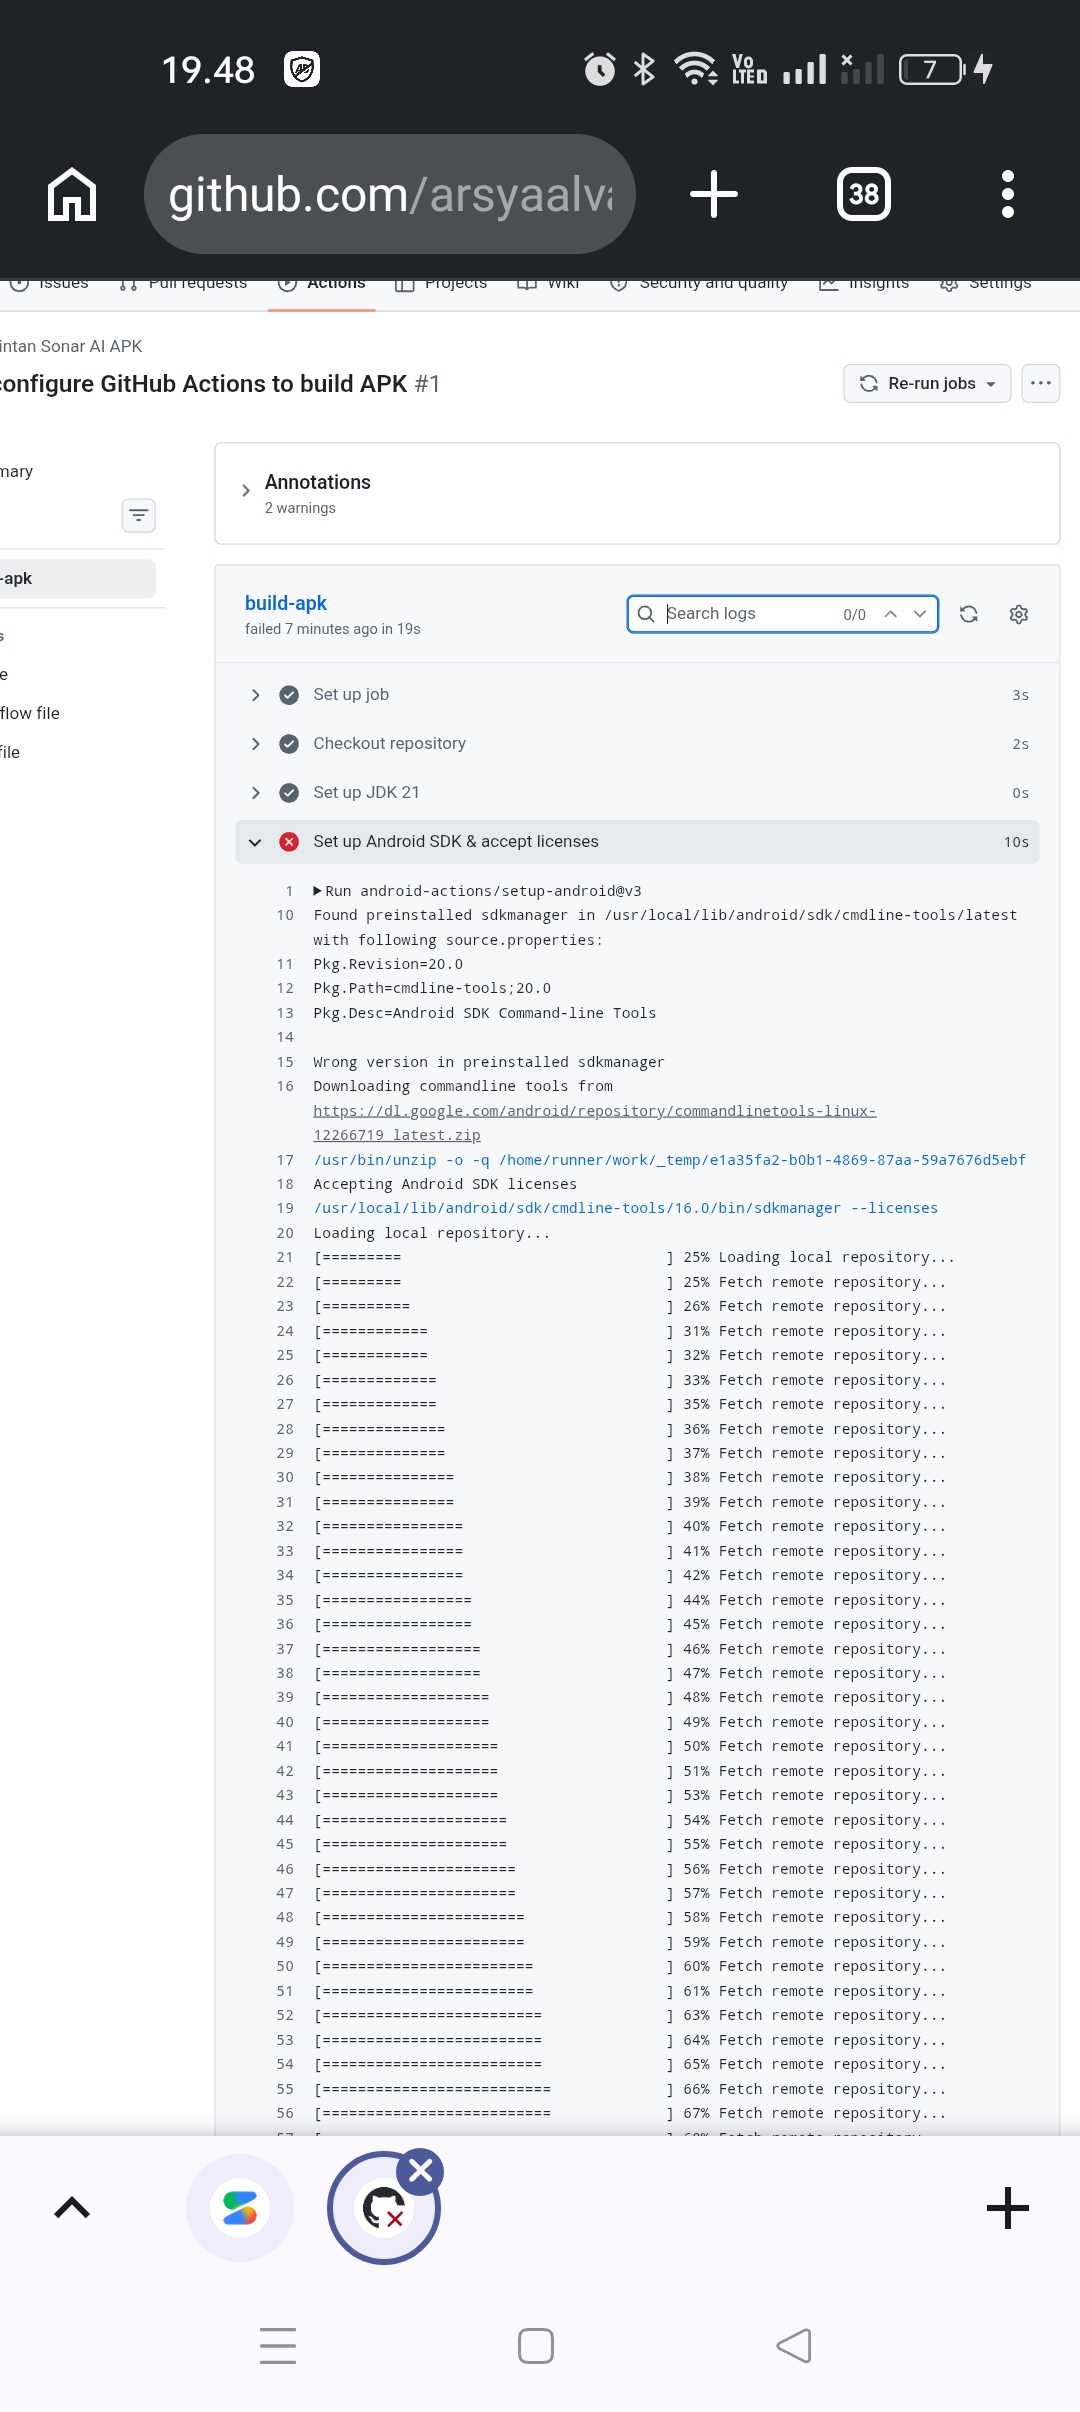 19.48
Vo
LTED
7
github.com/arsyaalva
38
Issues Pull requests Actions Projects Wiki Security and quality Insights Settings
intan Sonar AI APK
configure GitHub Actions to build APK #1
Re-run jobs
mary
Annotations
2 warnings
-apk
build-apk
failed 7 minutes ago in 19s
Search logs 0/0
s
e
flow file
file
Set up job 3s
Checkout repository 2s
Set up JDK 21 0s
Set up Android SDK & accept licenses 10s
1 Run android-actions/setup-android@v3
10 Found preinstalled sdkmanager in /usr/local/lib/android/sdk/cmdline-tools/latest
with following source.properties:
11 Pkg.Revision=20.0
12 Pkg.Path=cmdline-tools;20.0
13 Pkg.Desc=Android SDK Command-line Tools
14
15 Wrong version in preinstalled sdkmanager
16 Downloading commandline tools from
https://dl.google.com/android/repository/commandlinetools-linux-
12266719_latest.zip
17 /usr/bin/unzip -o -q /home/runner/work/_temp/e1a35fa2-b0b1-4869-87aa-59a7676d5ebf
18 Accepting Android SDK licenses
19 /usr/local/lib/android/sdk/cmdline-tools/16.0/bin/sdkmanager --licenses
20 Loading local repository...
21 [========= ] 25% Loading local repository...
22 [========= ] 25% Fetch remote repository...
23 [========== ] 26% Fetch remote repository...
24 [============ ] 31% Fetch remote repository...
25 [============ ] 32% Fetch remote repository...
26 [============= ] 33% Fetch remote repository...
27 [============= ] 35% Fetch remote repository...
28 [============== ] 36% Fetch remote repository...
29 [============== ] 37% Fetch remote repository...
30 [=============== ] 38% Fetch remote repository...
31 [=============== ] 39% Fetch remote repository...
32 [================ ] 40% Fetch remote repository...
33 [================ ] 41% Fetch remote repository...
34 [================ ] 42% Fetch remote repository...
35 [================= ] 44% Fetch remote repository...
36 [================= ] 45% Fetch remote repository...
37 [================== ] 46% Fetch remote repository...
38 [================== ] 47% Fetch remote repository...
39 [=================== ] 48% Fetch remote repository...
40 [=================== ] 49% Fetch remote repository...
41 [==================== ] 50% Fetch remote repository...
42 [==================== ] 51% Fetch remote repository...
43 [==================== ] 53% Fetch remote repository...
44 [===================== ] 54% Fetch remote repository...
45 [===================== ] 55% Fetch remote repository...
46 [====================== ] 56% Fetch remote repository...
47 [====================== ] 57% Fetch remote repository...
48 [======================= ] 58% Fetch remote repository...
49 [======================= ] 59% Fetch remote repository...
50 [======================== ] 60% Fetch remote repository...
51 [======================== ] 61% Fetch remote repository...
52 [========================= ] 63% Fetch remote repository...
53 [========================= ] 64% Fetch remote repository...
54 [========================= ] 65% Fetch remote repository...
55 [========================== ] 66% Fetch remote repository...
56 [========================== ] 67% Fetch remote repository...